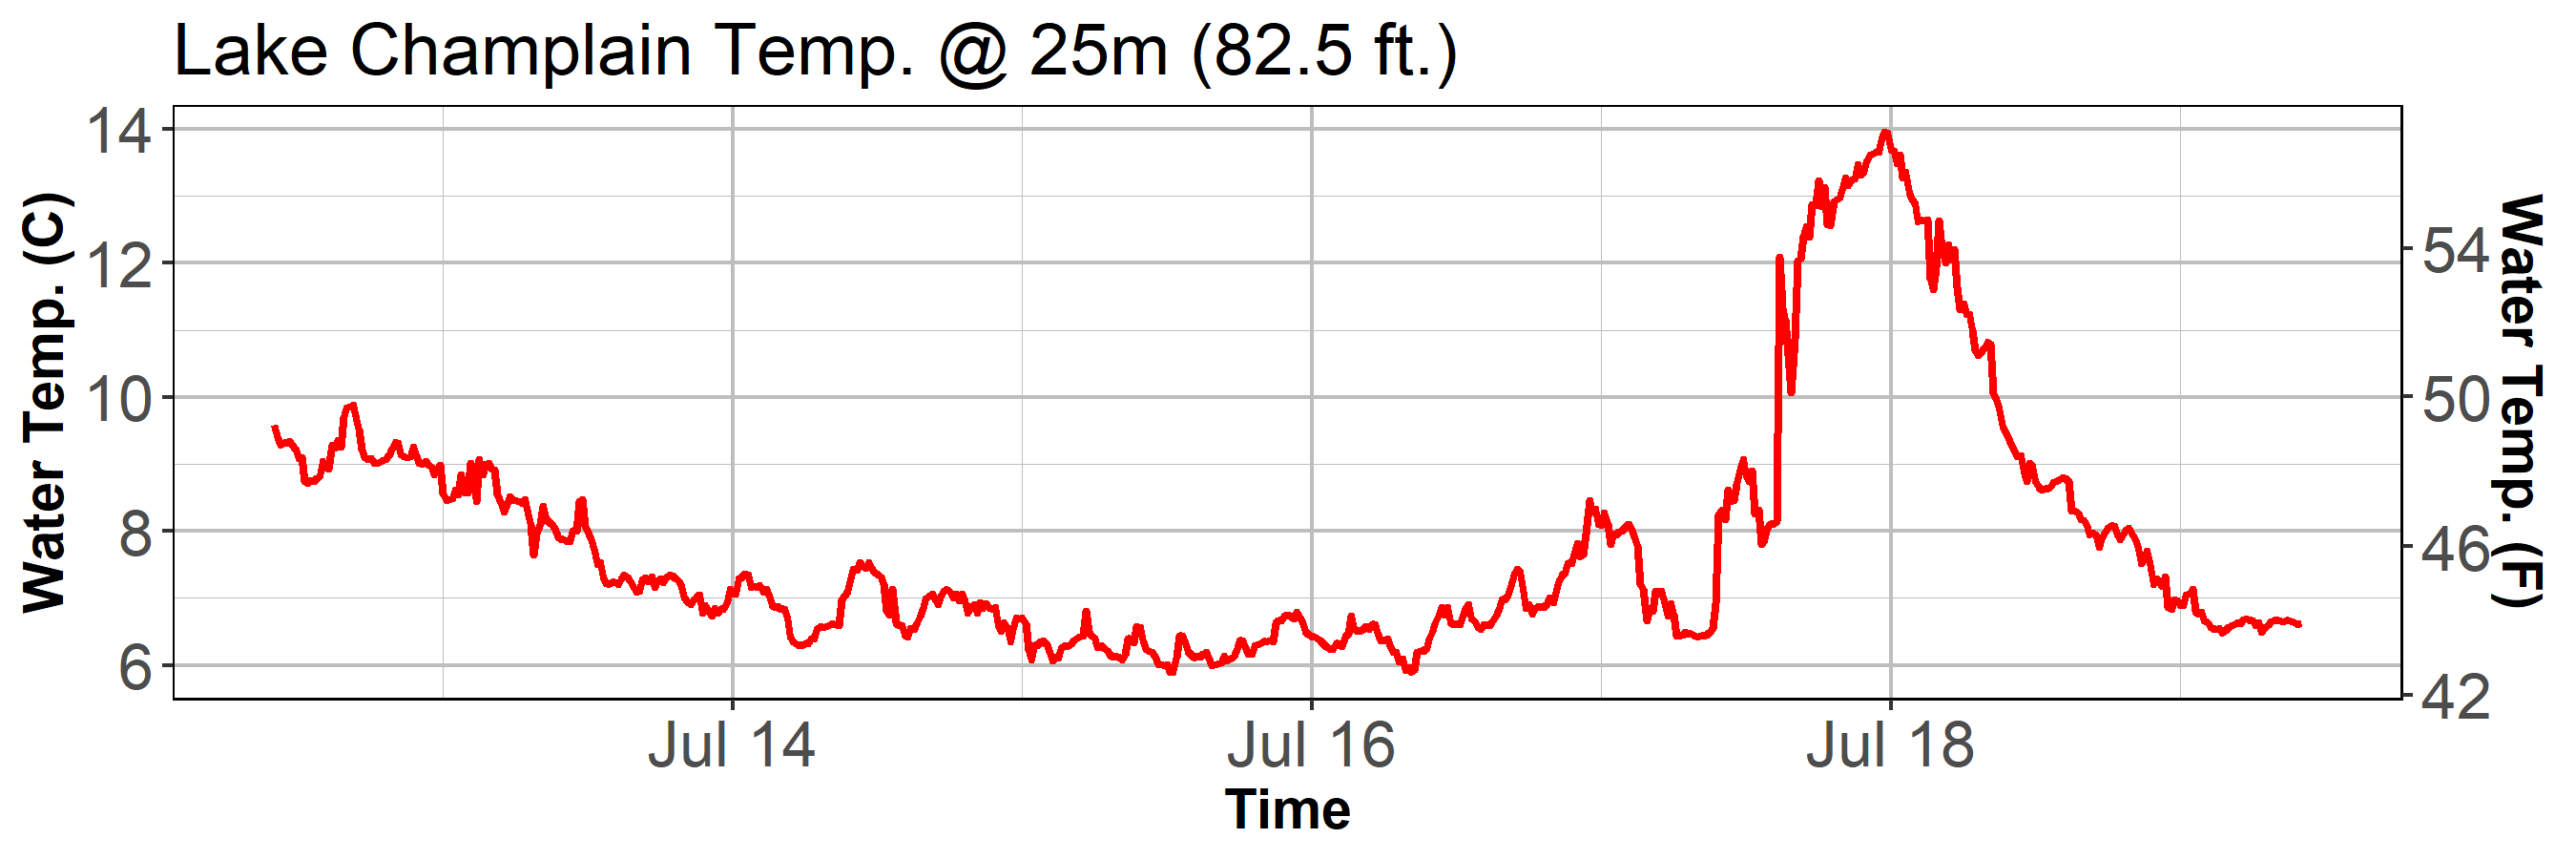 Lake Champlain Temp. @ 25m (82.5 ft.)
Water Temp. (C)
14
12
10
8
6
54
50
46
42
Water Temp. (F)
Jul 14
Jul 16
Jul 18
Time